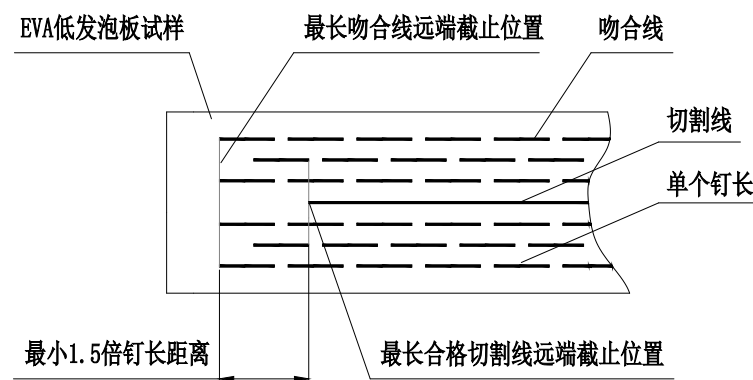 EVA低发泡板试样
最长吻合线远端截止位置
吻合线
切割线
单个钉长
最小1.5倍钉长距离
最长合格切割线远端截止位置